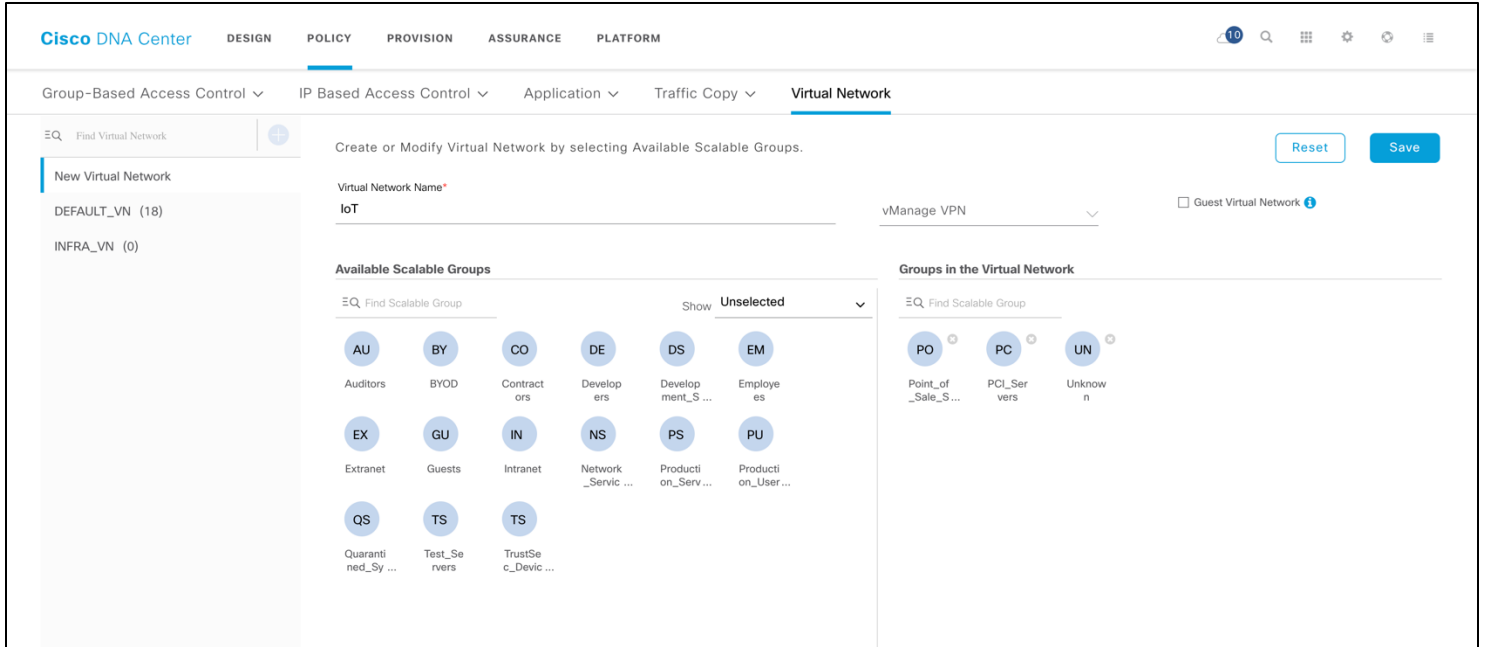 Cisco DNA Center DESIGN POLICY PROVISION ASSURANCE PLATFORM 10
Group-Based Access Control IP Based Access Control Application Traffic Copy Virtual Network
Find Virtual Network
New Virtual Network
DEFAULT_VN (18)
INFRA_VN (0)
Create or Modify Virtual Network by selecting Available Scalable Groups.
Reset Save
Virtual Network Name*
IoT
vManage VPN
Guest Virtual Network
Available Scalable Groups
Find Scalable Group Show Unselected
AU BY CO DE DS EM
Auditors BYOD Contract Develop Develop Employe
ors ers ment_S ... es
EX GU IN NS PS PU
Extranet Guests Intranet Network Producti Producti
_Servic ... on_Serv ... on_User ...
QS TS TS
Quaranti Test_Se TrustSe
ned_Sy ... rvers c_Devic ...
Groups in the Virtual Network
Find Scalable Group
PO PC UN
Point_of PCI_Ser Unknow
_Sale_S ... vers n